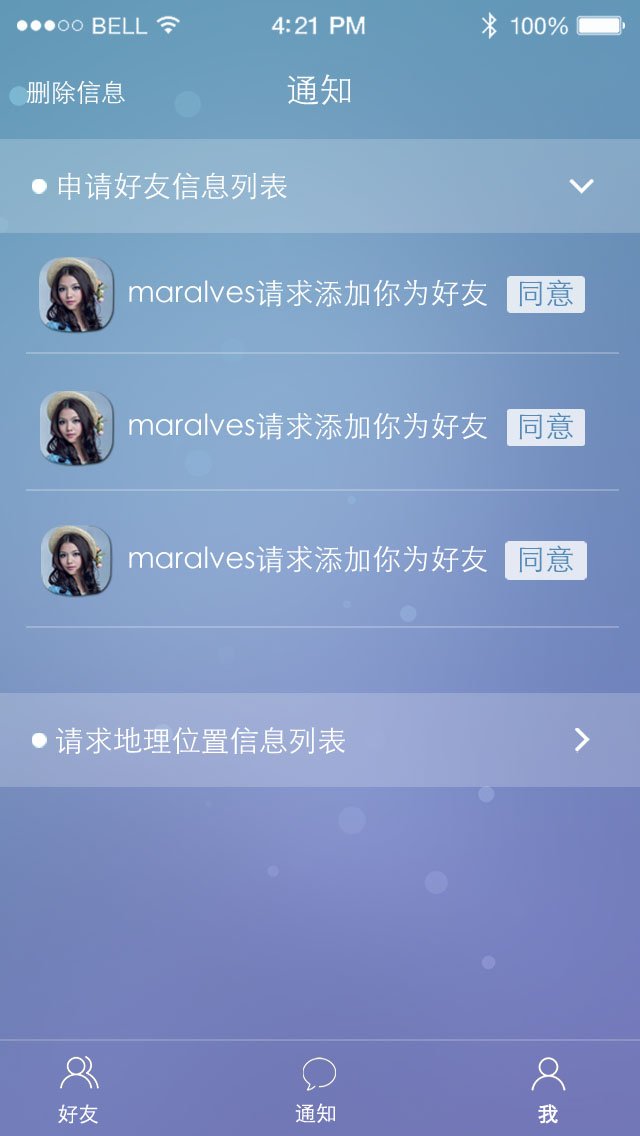 BELL 4:21 PM 100%
删除信息 通知
申请好友信息列表
maralves请求添加你为好友 同意
maralves请求添加你为好友 同意
maralves请求添加你为好友 同意
请求地理位置信息列表
好友 通知 我